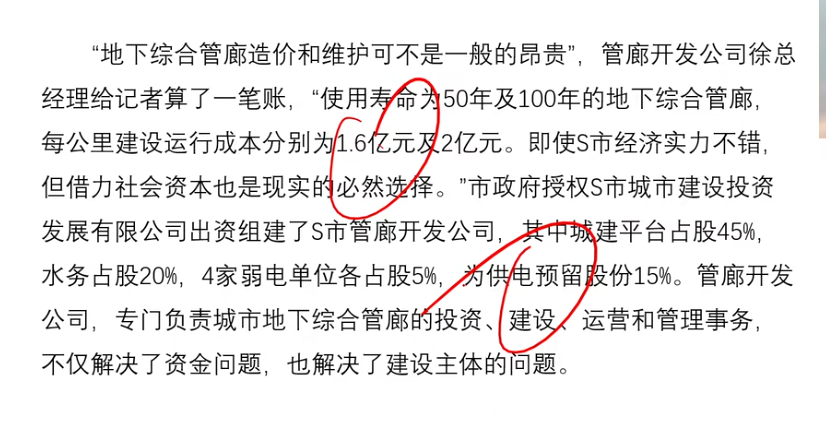 “地下综合管廊造价和维护可不是一般的昂贵”，管廊开发公司徐总
经理给记者算了一笔账，“使用寿命为50年及100年的地下综合管廊，
每公里建设运行成本分别为1.6亿元及2亿元。即使S市经济实力不错，
但借力社会资本也是现实的必然选择。”市政府授权S市城市建设投资
发展有限公司出资组建了S市管廊开发公司，其中城建平台占股45%，
水务占股20%，4家弱电单位各占股5%，为供电预留股份15%。管廊开发
公司，专门负责城市地下综合管廊的投资、建设、运营和管理事务，
不仅解决了资金问题，也解决了建设主体的问题。